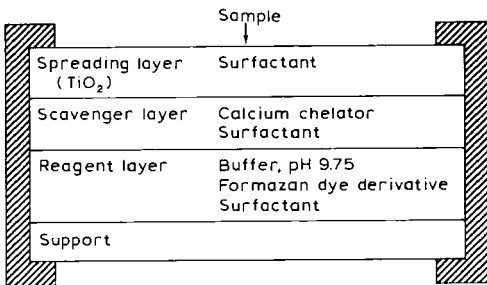 Sample
Spreading layer Surfactant
(TiO₂)
Scavenger layer Calcium chelator
Surfactant
Reagent layer Buffer, pH 9.75
Formazan dye derivative
Surfactant
Support